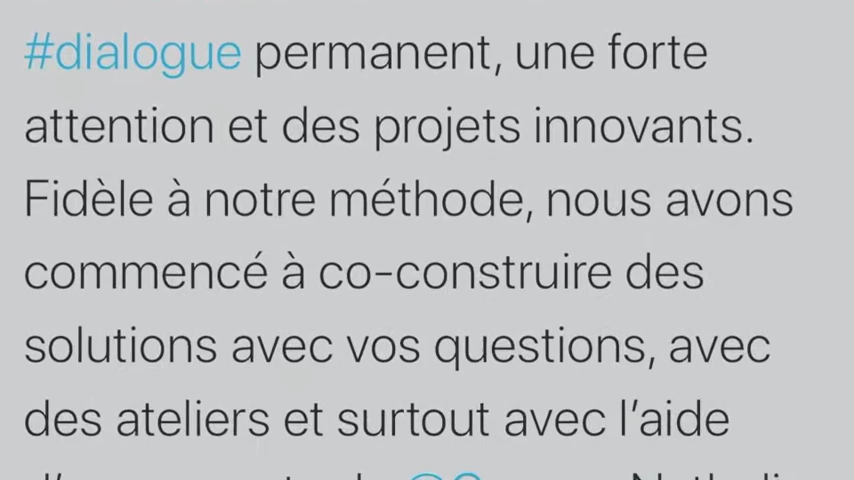 #dialogue permanent, une forte
attention et des projets innovants.
Fidèle à notre méthode, nous avons
commencé à co-construire des
solutions avec vos questions, avec
des ateliers et surtout avec l’aide